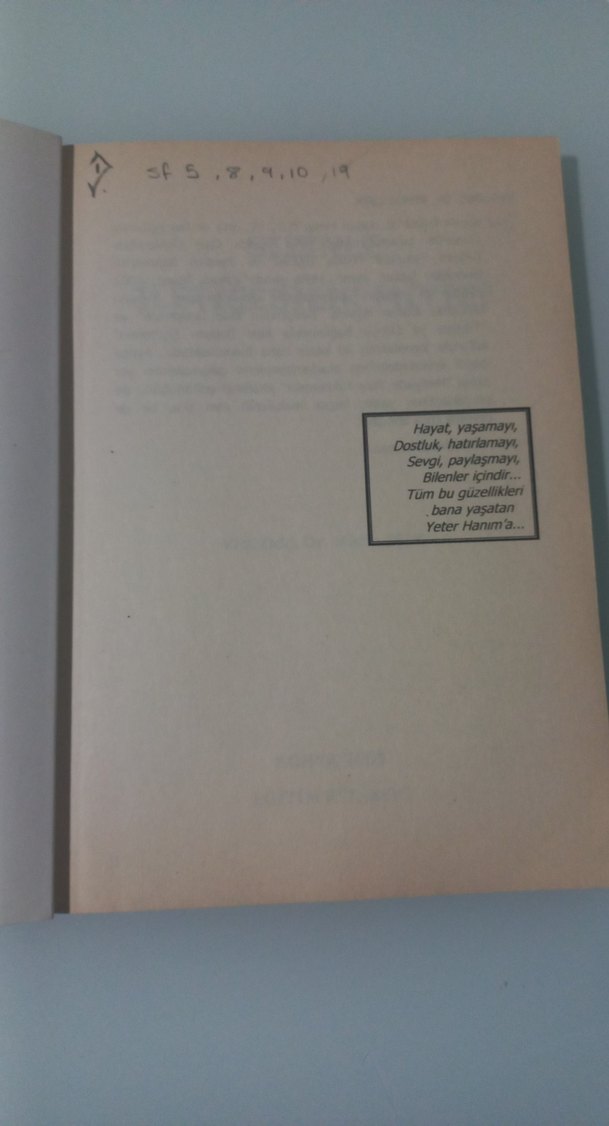 sf 5, 8, 9, 10, 19
Hayat, yaşamayı,
Dostluk, hatırlamayı,
Sevgi, paylaşmayı,
Bilenler içindir...
Tüm bu güzellikleri
bana yaşatan
Yeter Hanım'a...